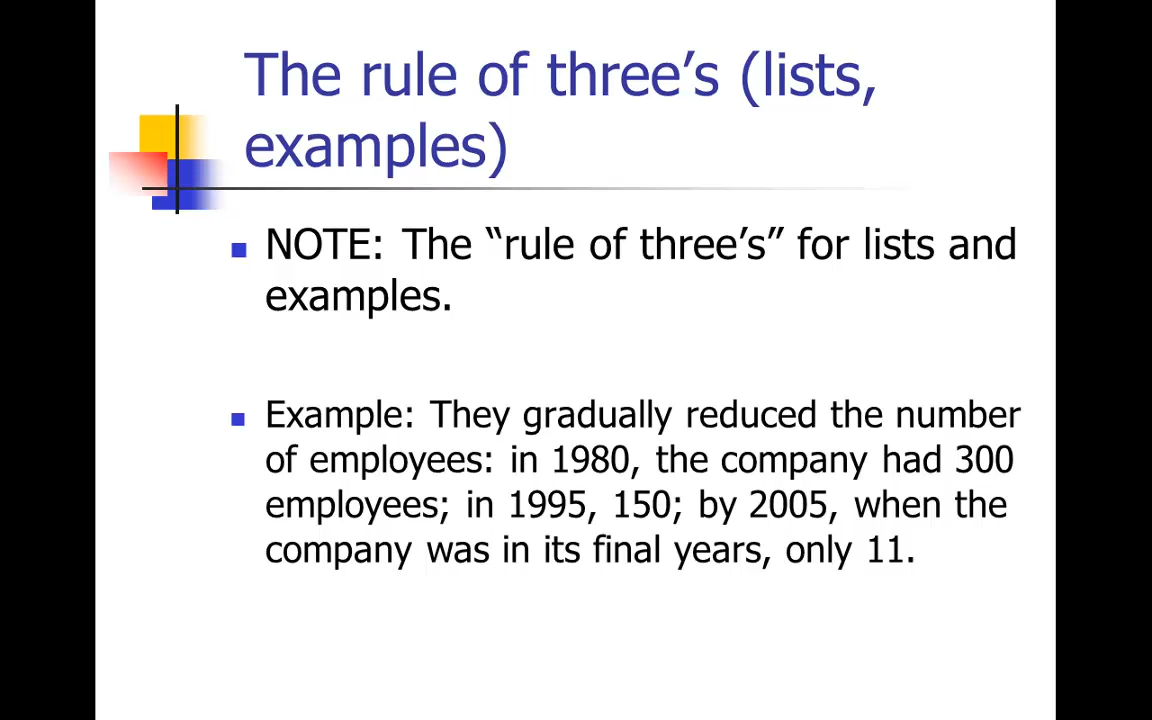 The rule of three’s (lists,
examples)
NOTE: The “rule of three’s” for lists and
examples.
Example: They gradually reduced the number
of employees: in 1980, the company had 300
employees; in 1995, 150; by 2005, when the
company was in its final years, only 11.